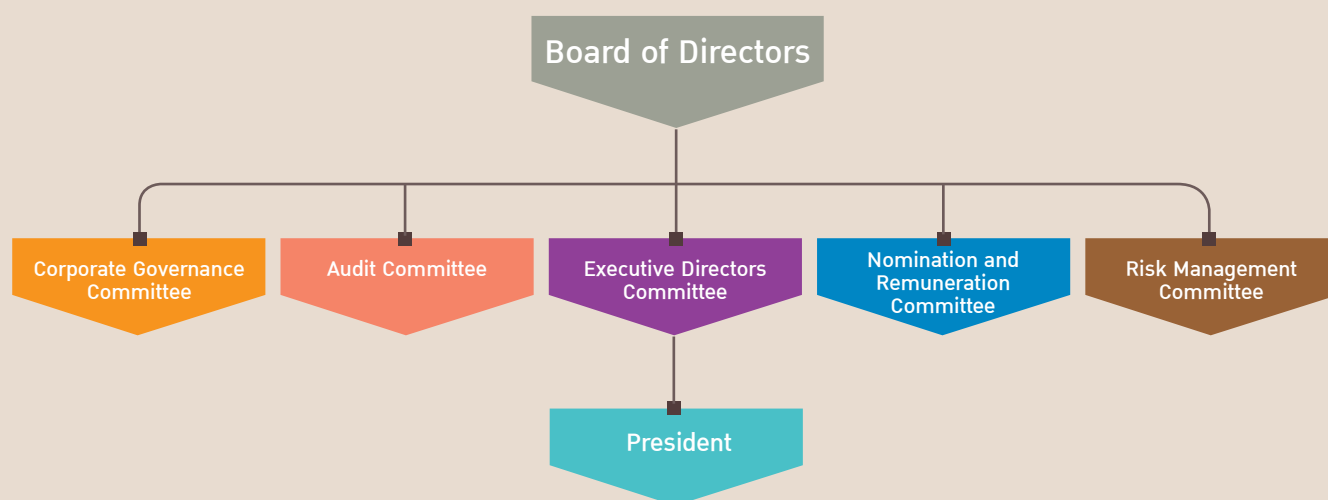 Board of Directors
Corporate Governance
Committee
Audit Committee
Executive Directors
Committee
Nomination and
Remuneration
Committee
Risk Management
Committee
President